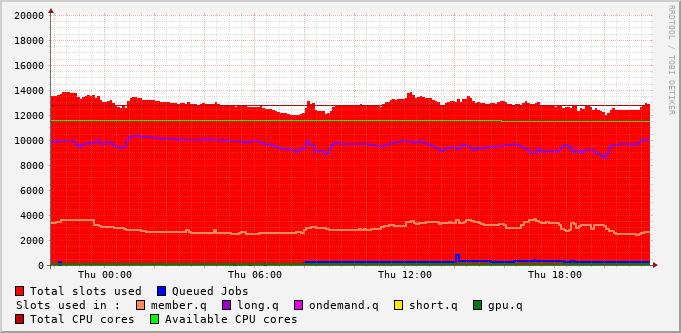 RRDTOOL / TOBI OETIKER
20000
18000
16000
14000
12000
10000
8000
6000
4000
2000
0
Thu 00:00 Thu 06:00 Thu 12:00 Thu 18:00
Total slots used Queued Jobs
Slots used in : member.q long.q ondemand.q short.q gpu.q
Total CPU cores Available CPU cores